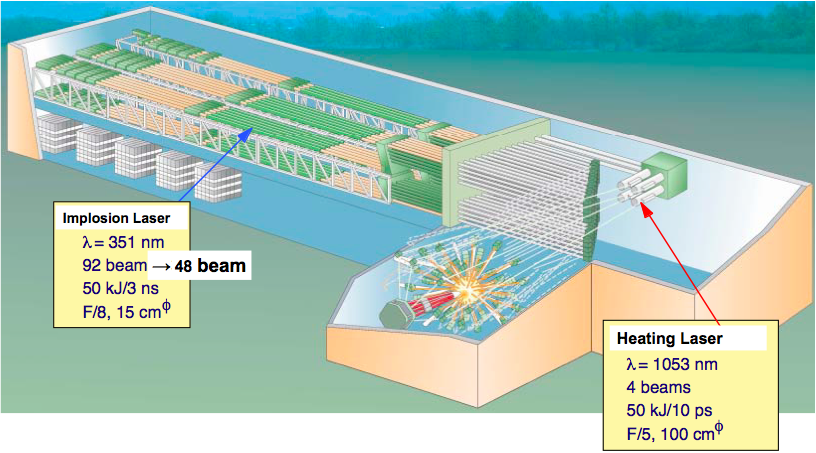 Implosion Laser
λ = 351 nm
92 beam → 48 beam
50 kJ/3 ns
F/8, 15 cmϕ
Heating Laser
λ = 1053 nm
4 beams
50 kJ/10 ps
F/5, 100 cmϕ